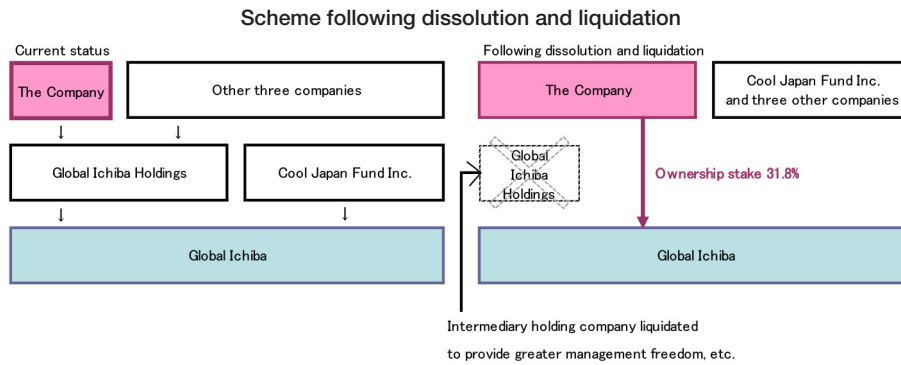 Scheme following dissolution and liquidation
Current status
The Company
Other three companies
↓
↓
Global Ichiba Holdings
Cool Japan Fund Inc.
↓
↓
Global Ichiba
Following dissolution and liquidation
The Company
Cool Japan Fund Inc.
and three other companies
Global
Ichiba
Holdings
Ownership stake 31.8%
Global Ichiba
Intermediary holding company liquidated
to provide greater management freedom, etc.